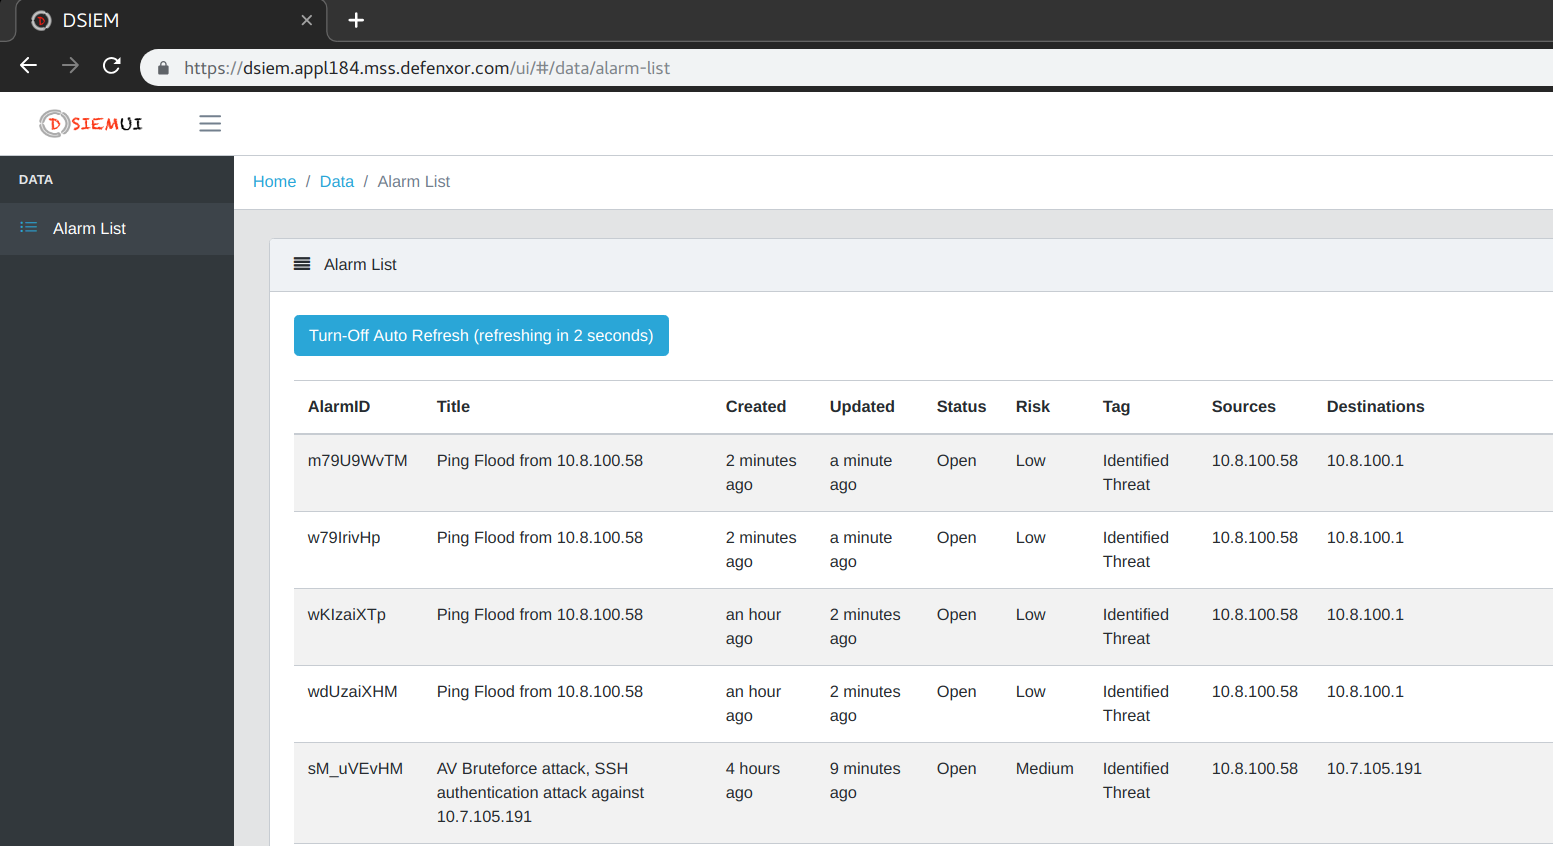 DSIEM
https://dsiem.appl184.mss.defenxor.com/ui/#/data/alarm-list
DSIEMUI
DATA
Alarm List
Home / Data / Alarm List
Alarm List
Turn-Off Auto Refresh (refreshing in 2 seconds)
AlarmID Title Created Updated Status Risk Tag Sources Destinations
m79U9WvTM Ping Flood from 10.8.100.58 2 minutes a minute Open Low Identified 10.8.100.58 10.8.100.1
ago ago Threat
w79IrivHp Ping Flood from 10.8.100.58 2 minutes a minute Open Low Identified 10.8.100.58 10.8.100.1
ago ago Threat
wKIzaiXTp Ping Flood from 10.8.100.58 an hour 2 minutes Open Low Identified 10.8.100.58 10.8.100.1
ago ago Threat
wdUzaiXHM Ping Flood from 10.8.100.58 an hour 2 minutes Open Low Identified 10.8.100.58 10.8.100.1
ago ago Threat
sM_uVEvHM AV Bruteforce attack, SSH 4 hours 9 minutes Open Medium Identified 10.8.100.58 10.7.105.191
authentication attack against ago ago Threat
10.7.105.191